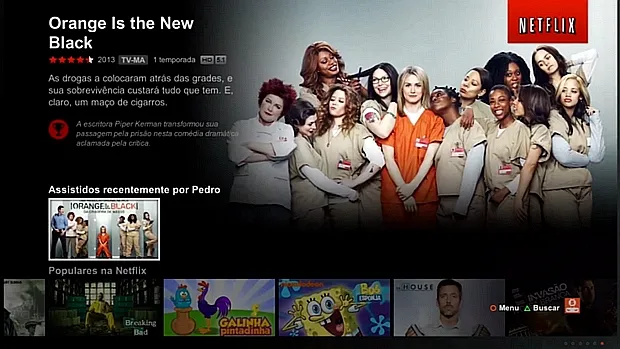 Orange Is the New
Black
NETFLIX
2013 TV-MA 1 temporada HD 5.1
As drogas a colocaram atrás das grades, e
sua sobrevivência custará tudo que tem. E,
claro, um maço de cigarros.
A escritora Piper Kerman transformou sua
passagem pela prisão nesta comédia dramática
aclamada pela crítica.
Assistidos recentemente por Pedro
ORANGE IS BLACK
Populares na Netflix
Breaking
Bad
GALINHA
Pintadinha
nickelodeon
Bob
ESPONJA
HOUSE
INVASÃO
Menu
Buscar